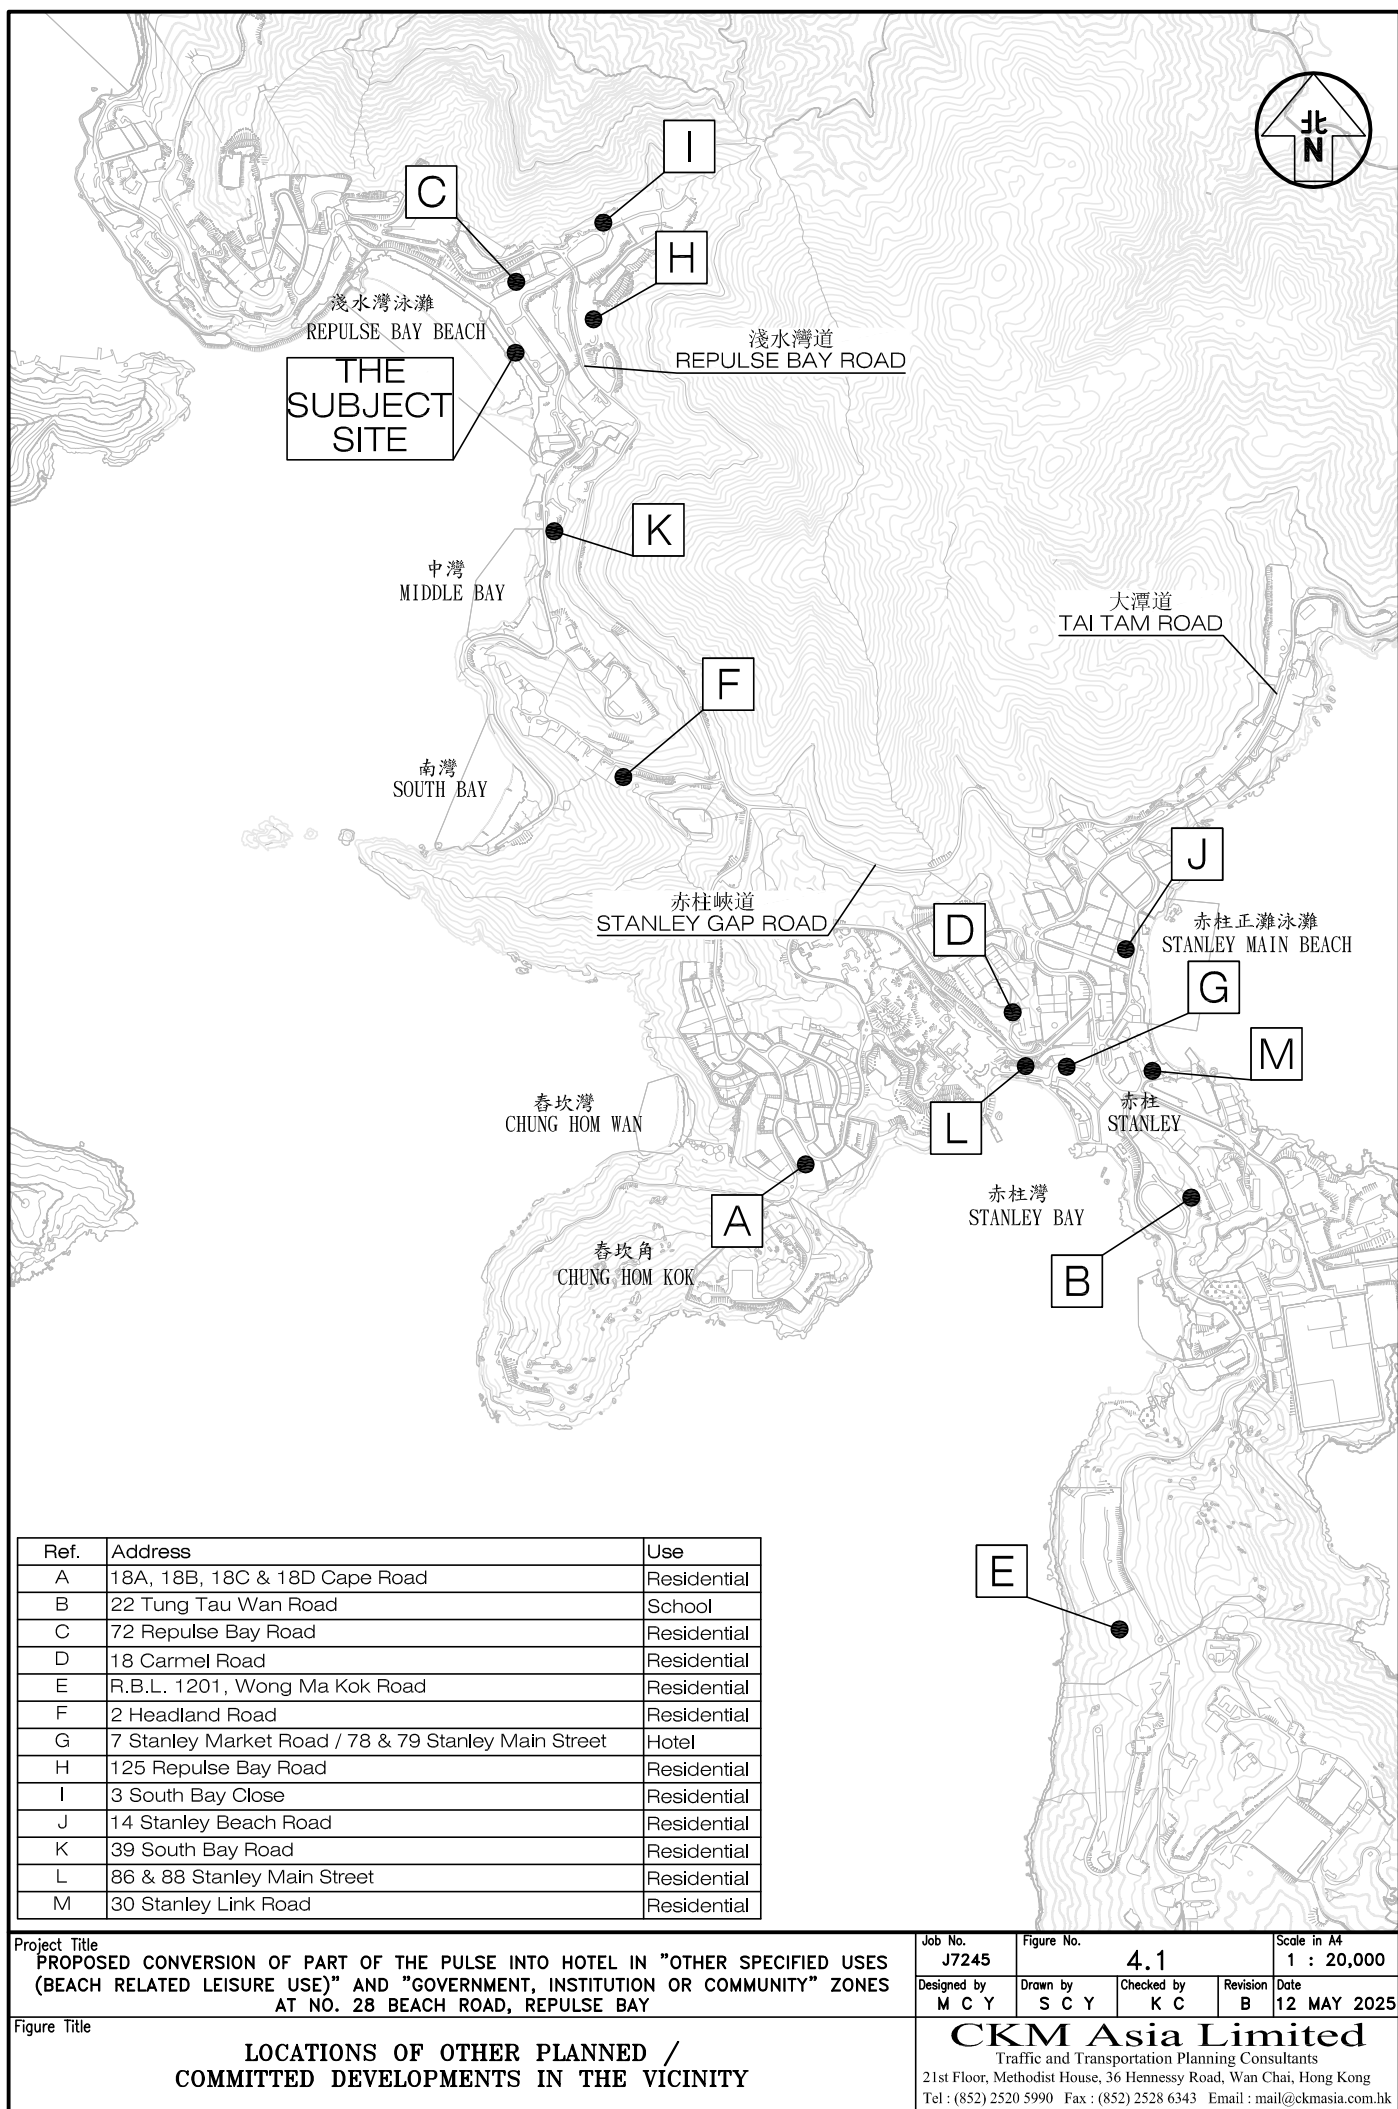 北
N
I
C
H
淺水灣泳灘
REPULSE BAY BEACH
淺水灣道
REPULSE BAY ROAD
THE
SUBJECT
SITE
K
中灣
MIDDLE BAY
大潭道
TAI TAM ROAD
F
南灣
SOUTH BAY
J
赤柱峽道
STANLEY GAP ROAD
D
赤柱正灘泳灘
STANLEY MAIN BEACH
G
M
舂坎灣
CHUNG HOM WAN
L
赤柱
STANLEY
赤柱灣
STANLEY BAY
A
舂坎角
CHUNG HOM KOK
B
E
Ref. Address Use
A 18A, 18B, 18C & 18D Cape Road Residential
B 22 Tung Tau Wan Road School
C 72 Repulse Bay Road Residential
D 18 Carmel Road Residential
E R.B.L. 1201, Wong Ma Kok Road Residential
F 2 Headland Road Residential
G 7 Stanley Market Road / 78 & 79 Stanley Main Street Hotel
H 125 Repulse Bay Road Residential
I 3 South Bay Close Residential
J 14 Stanley Beach Road Residential
K 39 South Bay Road Residential
L 86 & 88 Stanley Main Street Residential
M 30 Stanley Link Road Residential
Project Title
PROPOSED CONVERSION OF PART OF THE PULSE INTO HOTEL IN "OTHER SPECIFIED USES
(BEACH RELATED LEISURE USE)" AND "GOVERNMENT, INSTITUTION OR COMMUNITY" ZONES
AT NO. 28 BEACH ROAD, REPULSE BAY
Figure Title
LOCATIONS OF OTHER PLANNED /
COMMITTED DEVELOPMENTS IN THE VICINITY
Job No. Figure No. Scale in A4
J7245 4.1 1 : 20,000
Designed by Drawn by Checked by Revision Date
M C Y S C Y K C B 12 MAY 2025
CKM Asia Limited
Traffic and Transportation Planning Consultants
21st Floor, Methodist House, 36 Hennessy Road, Wan Chai, Hong Kong
Tel : (852) 2520 5990 Fax : (852) 2528 6343 Email : mail@ckmasia.com.hk